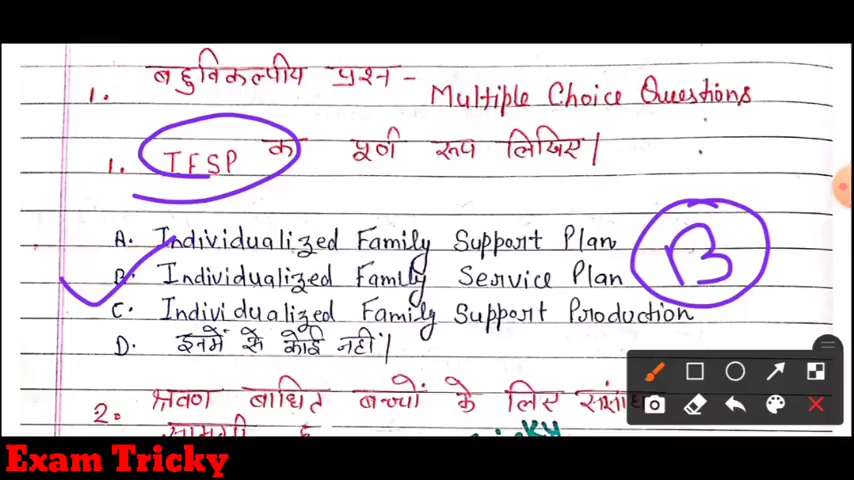 1. बहुविकल्पीय प्रश्न - Multiple Choice Questions
1. IFSP क पूर्ण रूप लिखिए।
A. Individualized Family Support Plan
B. Individualized Family Service Plan
B
C. Individualized Family Support Production
D. इनमें से कोई नहीं।
2. श्रवण बाधित बच्चों के लिए
Exam Tricky